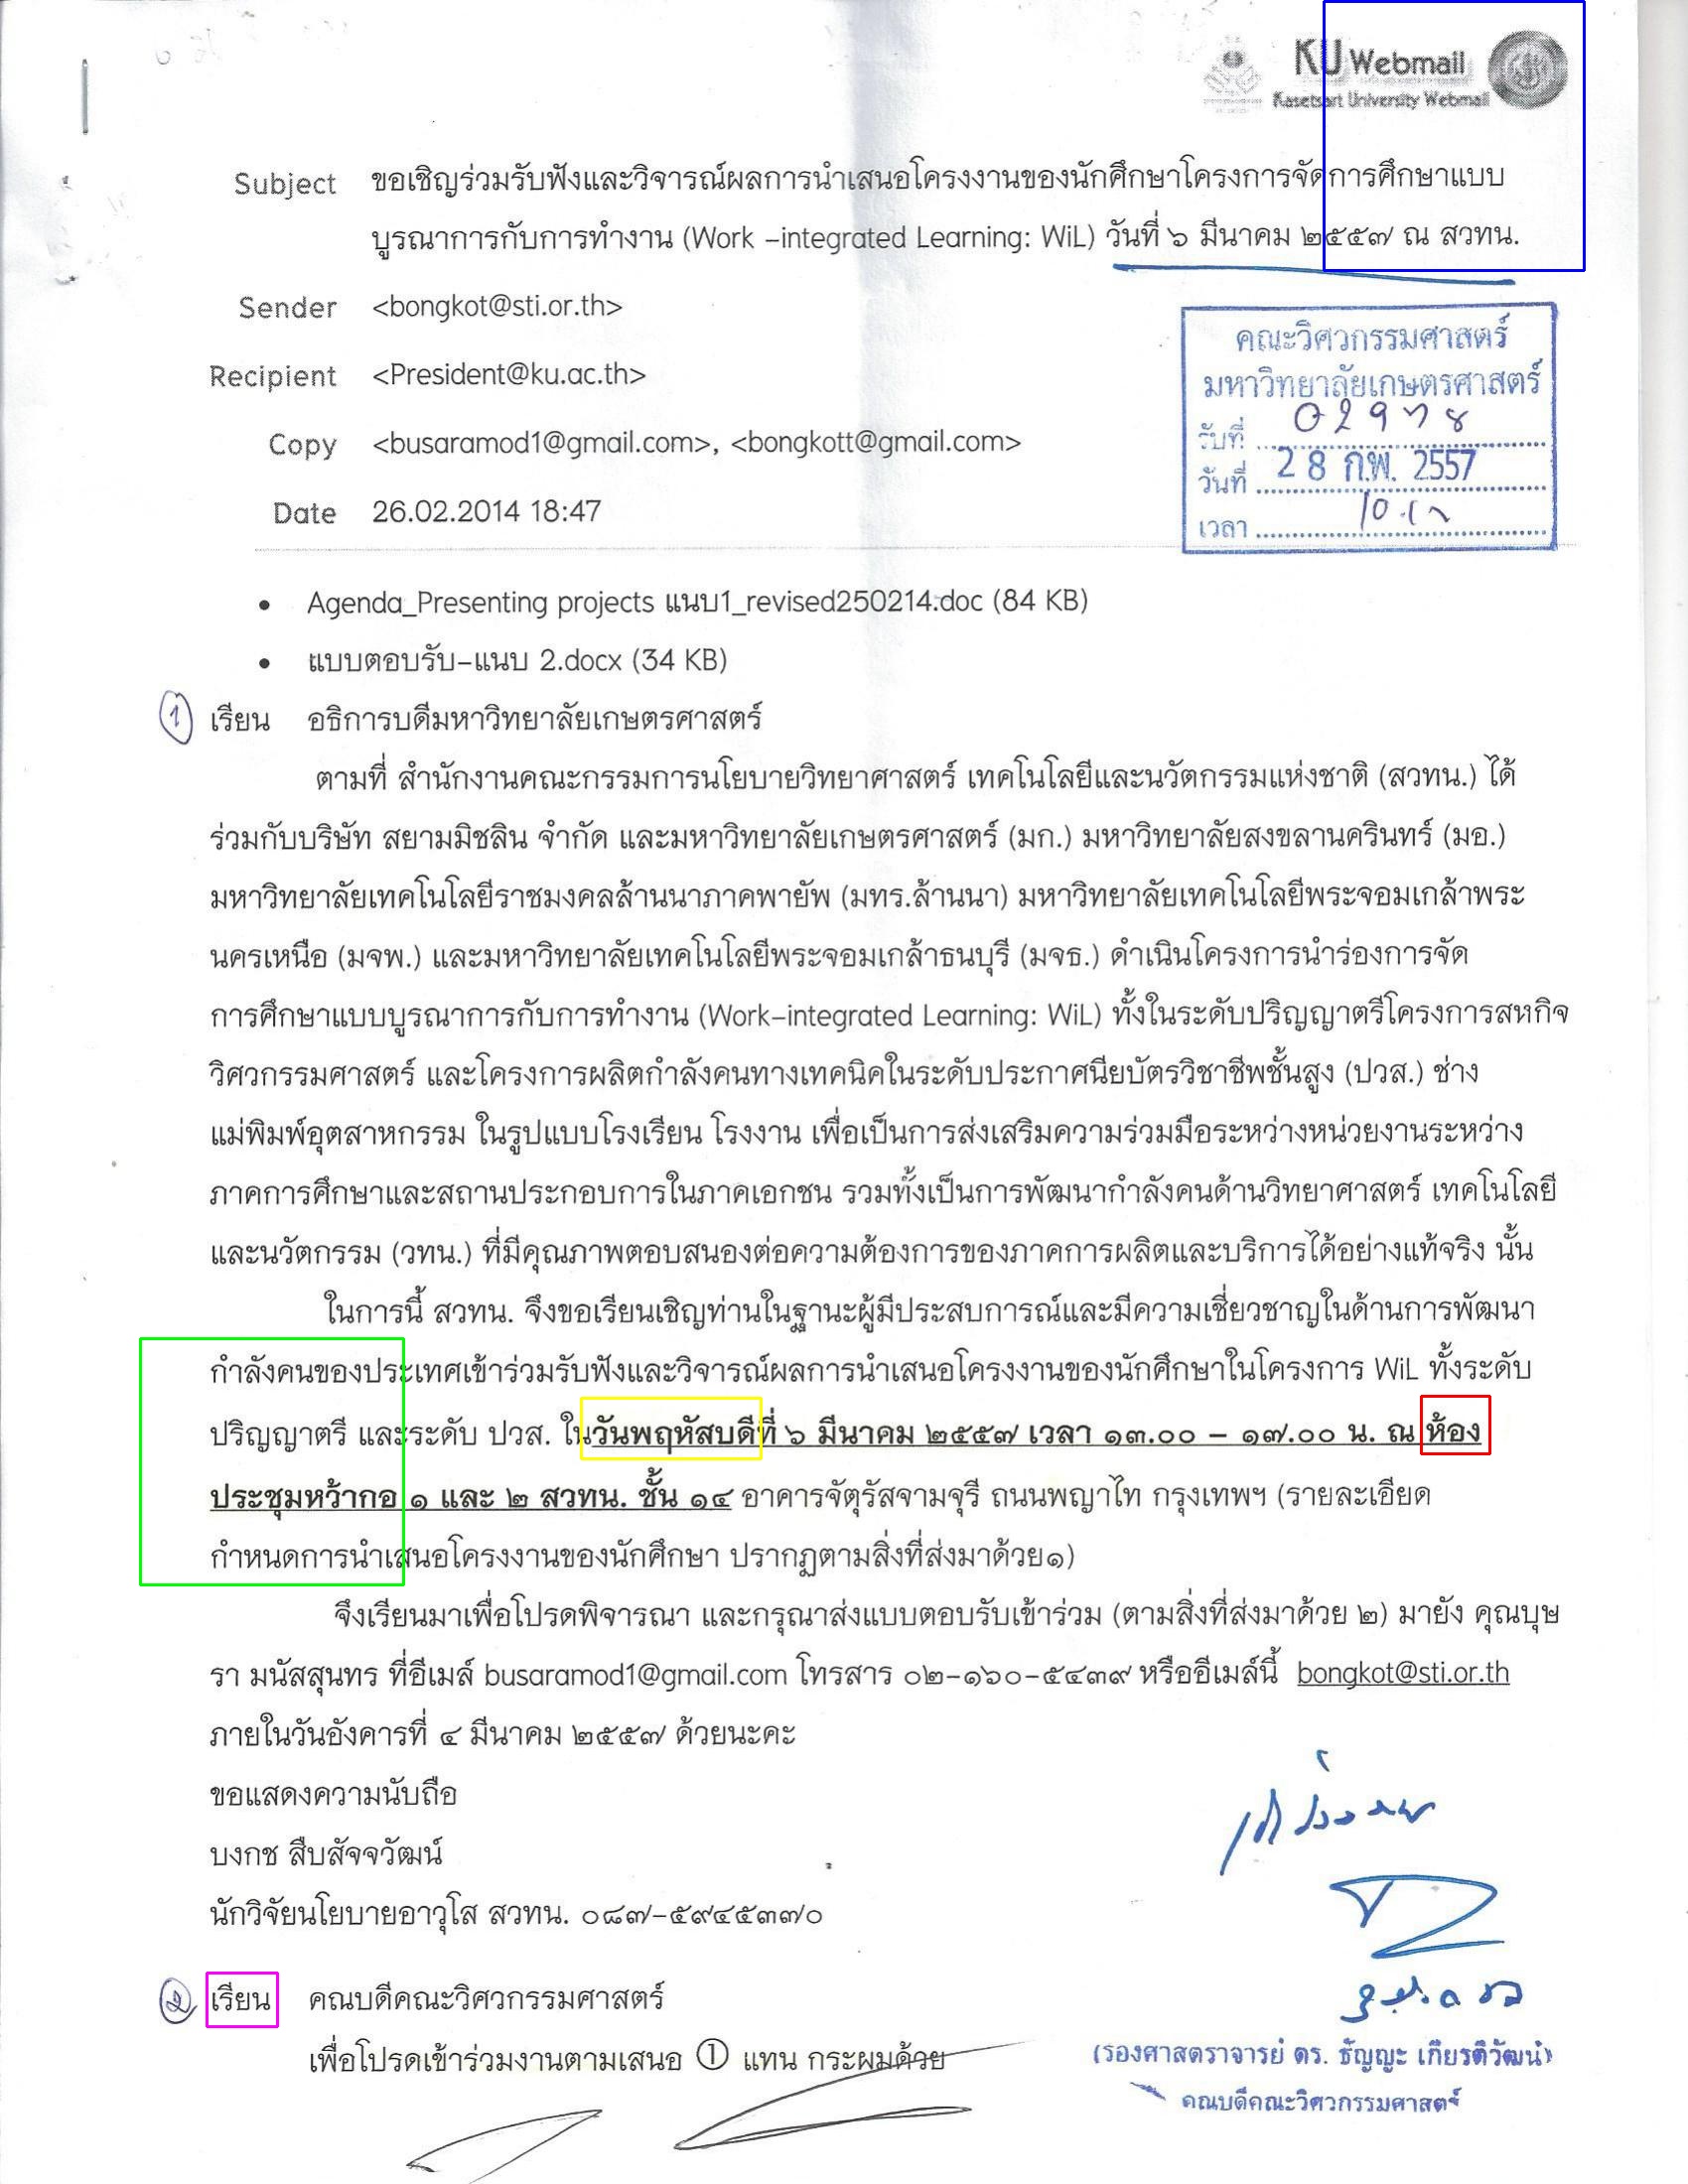 KU Webmail
Kasetsart University Webmail
Subject ขอเชิญร่วมรับฟังและวิจารณ์ผลการนำเสนอโครงงานของนักศึกษาโครงการจัดการศึกษาแบบ
บูรณาการกับการทำงาน (Work –integrated Learning: WiL) วันที่ ๖ มีนาคม ๒๕๕๗ ณ สวทน.
Sender <bongkot@sti.or.th>
Recipient <President@ku.ac.th>
Copy <busaramod1@gmail.com>, <bongkott@gmail.com>
Date 26.02.2014 18:47
คณะวิศวกรรมศาสตร์
มหาวิทยาลัยเกษตรศาสตร์
รับที่
วันที่ 28 ก.พ. 2557
เวลา
• Agenda_Presenting projects แนบ1_revised250214.doc (84 KB)
• แบบตอบรับ-แนบ 2.docx (34 KB)
1 เรียน อธิการบดีมหาวิทยาลัยเกษตรศาสตร์
ตามที่ สำนักงานคณะกรรมการนโยบายวิทยาศาสตร์ เทคโนโลยีและนวัตกรรมแห่งชาติ (สวทน.) ได้
ร่วมกับบริษัท สยามมิชลิน จำกัด และมหาวิทยาลัยเกษตรศาสตร์ (มก.) มหาวิทยาลัยสงขลานครินทร์ (มอ.)
มหาวิทยาลัยเทคโนโลยีราชมงคลล้านนาภาคพายัพ (มทร.ล้านนา) มหาวิทยาลัยเทคโนโลยีพระจอมเกล้าพระ
นครเหนือ (มจพ.) และมหาวิทยาลัยเทคโนโลยีพระจอมเกล้าธนบุรี (มจธ.) ดำเนินโครงการนำร่องการจัด
การศึกษาแบบบูรณาการกับการทำงาน (Work-integrated Learning: WiL) ทั้งในระดับปริญญาตรีโครงการสหกิจ
วิศวกรรมศาสตร์ และโครงการผลิตกำลังคนทางเทคนิคในระดับประกาศนียบัตรวิชาชีพชั้นสูง (ปวส.) ช่าง
แม่พิมพ์อุตสาหกรรม ในรูปแบบโรงเรียน โรงงาน เพื่อเป็นการส่งเสริมความร่วมมือระหว่างหน่วยงานระหว่าง
ภาคการศึกษาและสถานประกอบการในภาคเอกชน รวมทั้งเป็นการพัฒนากำลังคนด้านวิทยาศาสตร์ เทคโนโลยี
และนวัตกรรม (วทน.) ที่มีคุณภาพตอบสนองต่อความต้องการของภาคการผลิตและบริการได้อย่างแท้จริง นั้น
ในการนี้ สวทน. จึงขอเรียนเชิญท่านในฐานะผู้มีประสบการณ์และมีความเชี่ยวชาญในด้านการพัฒนา
กำลังคนของประเทศเข้าร่วมรับฟังและวิจารณ์ผลการนำเสนอโครงงานของนักศึกษาในโครงการ WiL ทั้งระดับ
ปริญญาตรี และระดับ ปวส. ในวันพฤหัสบดีที่ ๖ มีนาคม ๒๕๕๗ เวลา ๑๓.๐๐ – ๑๗.๐๐ น. ณ ห้อง
ประชุมหว้ากอ ๑ และ ๒ สวทน. ชั้น ๑๔ อาคารจัตุรัสจามจุรี ถนนพญาไท กรุงเทพฯ (รายละเอียด
กำหนดการนำเสนอโครงงานของนักศึกษา ปรากฏตามสิ่งที่ส่งมาด้วย๑)
จึงเรียนมาเพื่อโปรดพิจารณา และกรุณาส่งแบบตอบรับเข้าร่วม (ตามสิ่งที่ส่งมาด้วย ๒) มายัง คุณบุษ
รา มนัสสุนทร ที่อีเมล์ busaramod1@gmail.com โทรสาร ๐๒-๑๖๐-๕๔๓๙ หรืออีเมล์นี้ bongkot@sti.or.th
ภายในวันอังคารที่ ๔ มีนาคม ๒๕๕๗ ด้วยนะคะ
ขอแสดงความนับถือ
บงกช สืบสัจจวัฒน์
นักวิจัยนโยบายอาวุโส สวทน. ๐๘๗-๕๙๔๕๓๗๐
๒ เรียน คณบดีคณะวิศวกรรมศาสตร์
เพื่อโปรดเข้าร่วมงานตามเสนอ ① แทน กระผมด้วย
(รองศาสตราจารย์ ดร. ธัญญะ เกียรติวัฒน์)
คณบดีคณะวิศวกรรมศาสตร์